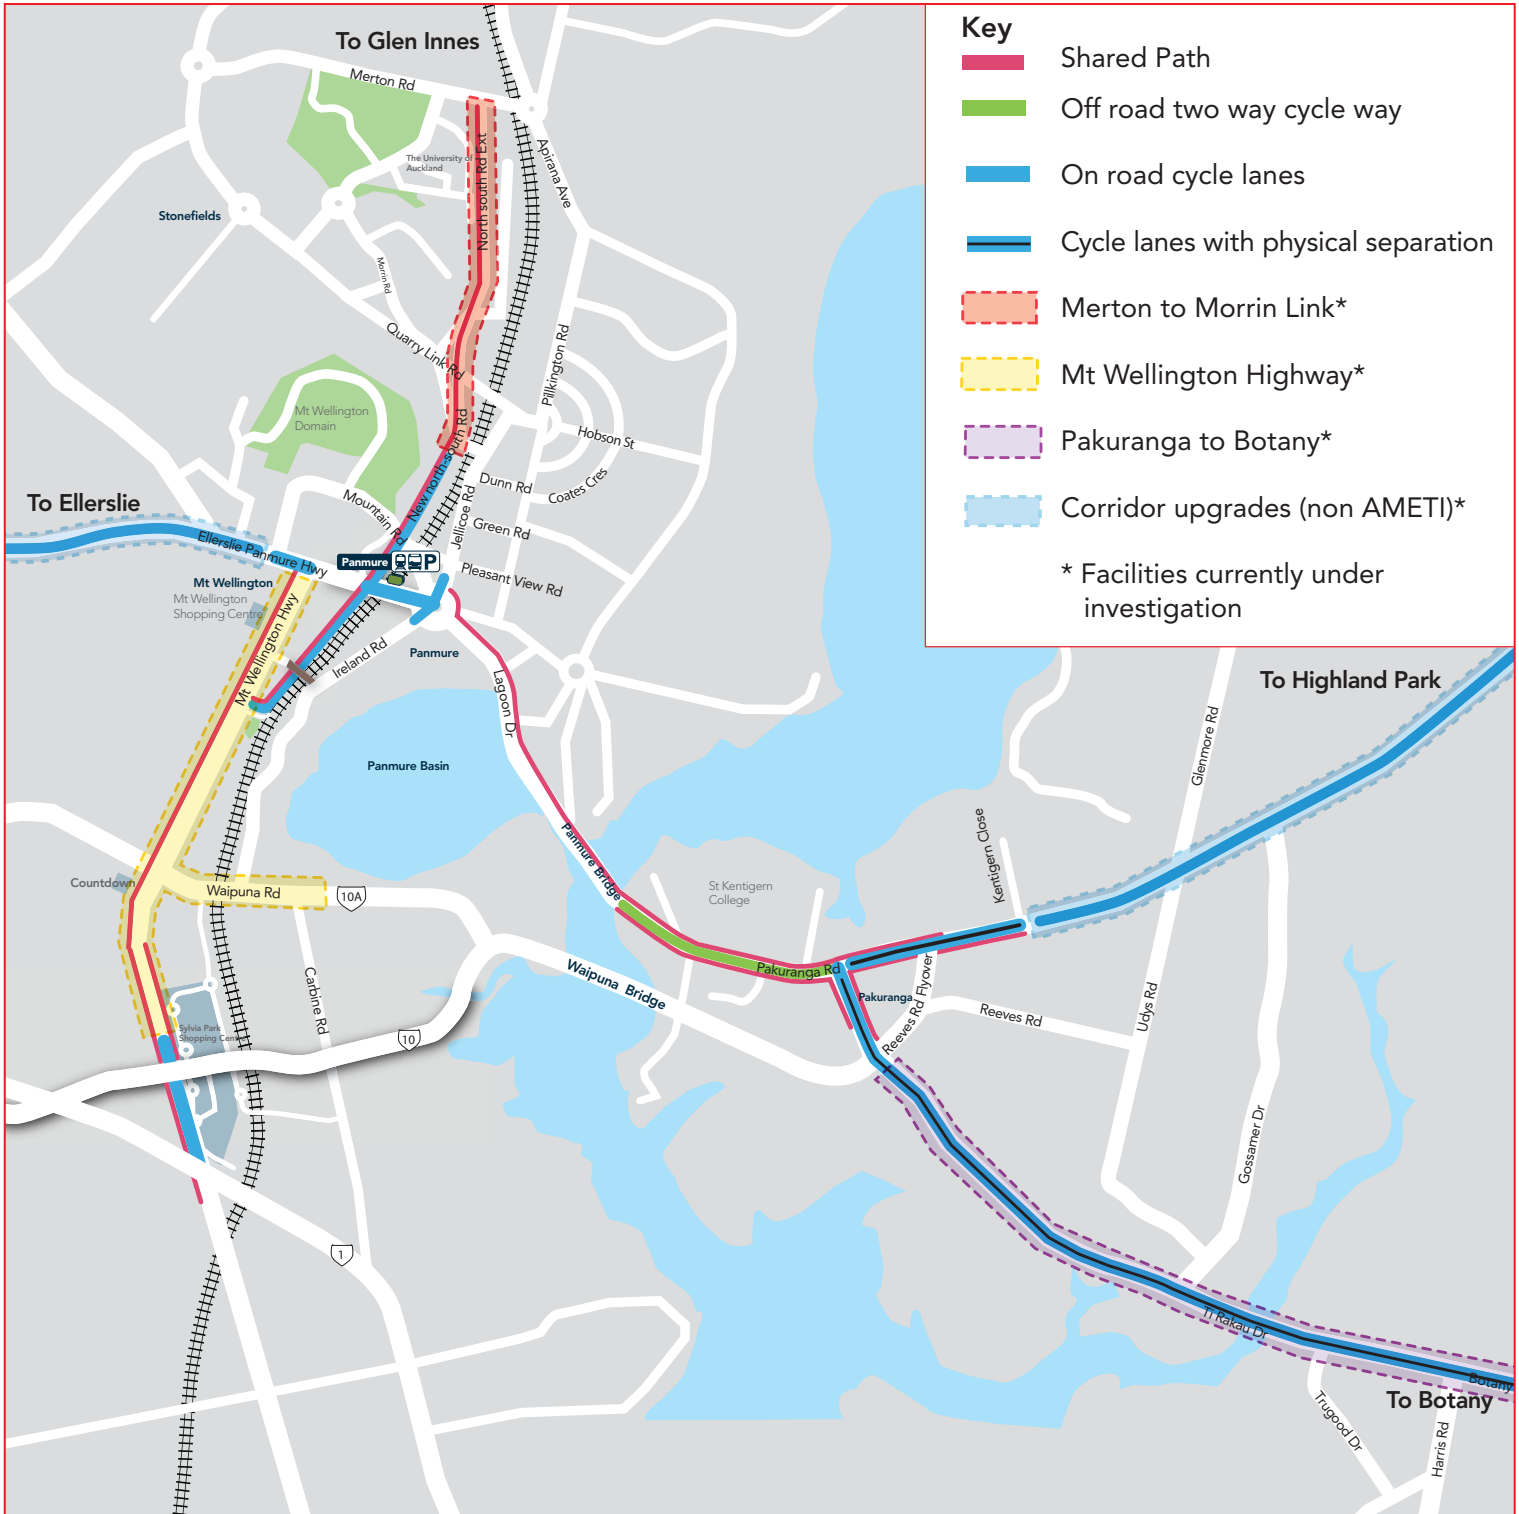 Key
Shared Path
Off road two way cycle way
On road cycle lanes
Cycle lanes with physical separation
Merton to Morrin Link*
Mt Wellington Highway*
Pakuranga to Botany*
Corridor upgrades (non AMETI)*
* Facilities currently under
investigation
To Glen Innes
Merton Rd
Apirana Ave
The University of
Auckland
North south Rd Ext
Stonefields
Morrin Rd
Quarry Link Rd
Pilkington Rd
Mt Wellington
Domain
Hobson St
New north-south Rd
Dunn Rd
Coates Cres
To Ellerslie
Mountain Rd
Jellicoe Rd
Green Rd
Ellerslie Panmure Hwy
Panmure
P
Pleasant View Rd
Mt Wellington
Mt Wellington
Shopping Centre
Mt Wellington Hwy
Ireland Rd
Panmure
Lagoon Dr
To Highland Park
Glenmore Rd
Panmure Basin
Panmure Bridge
Kentigern Close
Countdown
Waipuna Rd
10A
St Kentigern
College
Pakuranga Rd
Waipuna Bridge
Carbine Rd
Pakuranga
Reeves Rd Flyover
Reeves Rd
Udys Rd
Sylvia Park
Shopping Cent
10
Gossamer Dr
1
Ti Rakau Dr
Botany
To Botany
Trugood Dr
Harris Rd